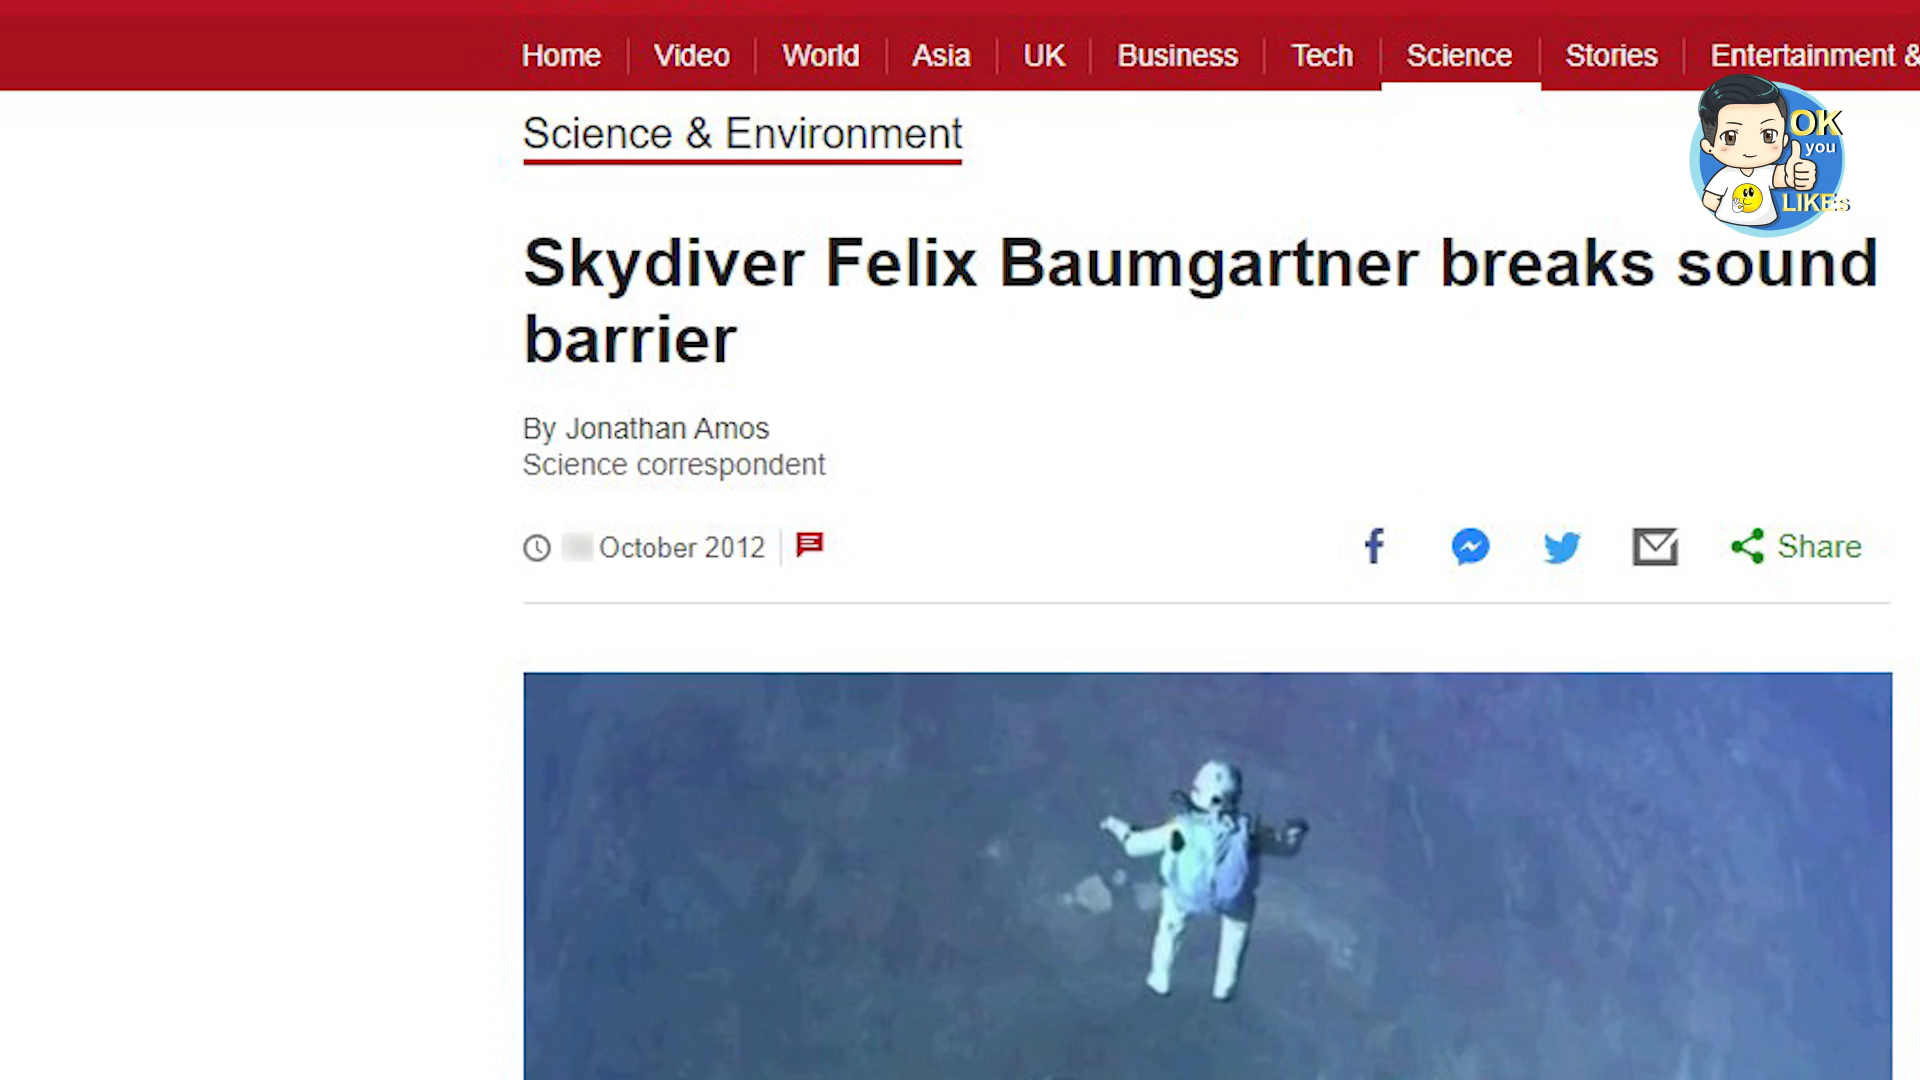 Home Video World Asia UK Business Tech Science Stories Entertainment &
OK
you
LIKEs
Science & Environment
Skydiver Felix Baumgartner breaks sound
barrier
By Jonathan Amos
Science correspondent
October 2012
Share